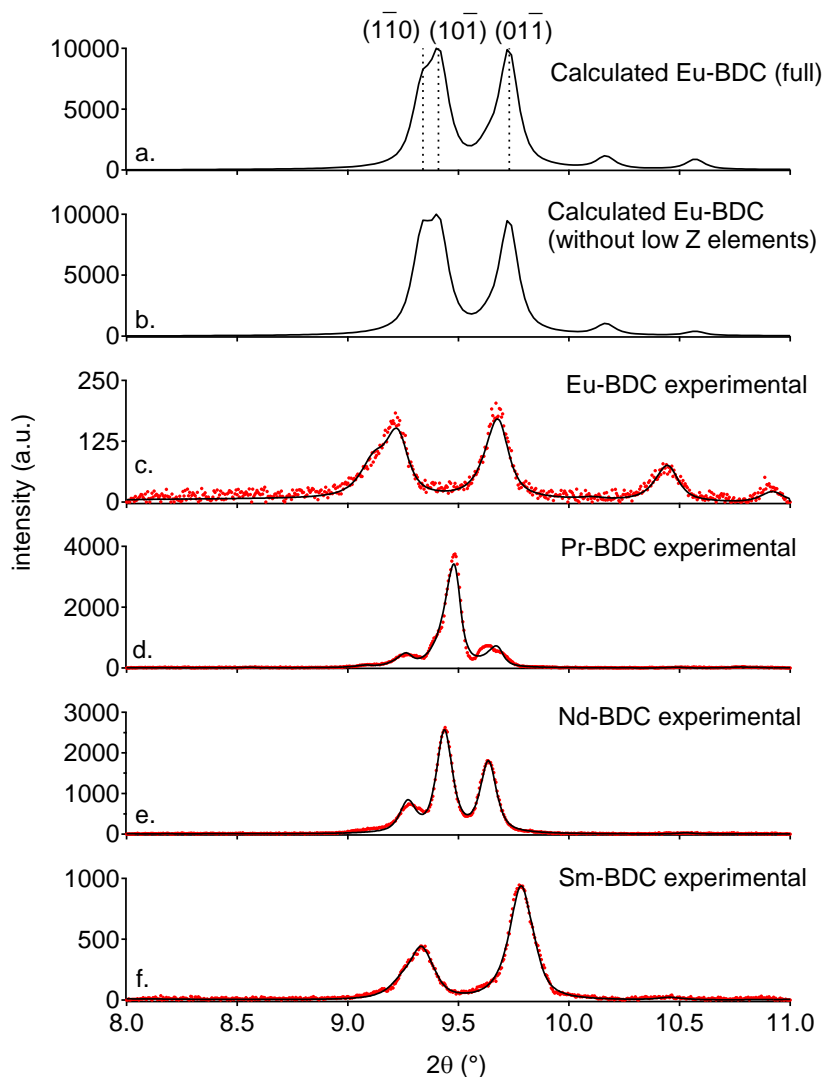 (11̅0) (101̅) (011̅)
10000
5000
0
a.
Calculated Eu-BDC (full)
10000
5000
0
b.
Calculated Eu-BDC
(without low Z elements)
250
125
0
c.
Eu-BDC experimental
4000
2000
0
d.
Pr-BDC experimental
3000
2000
1000
0
e.
Nd-BDC experimental
1000
500
0
f.
Sm-BDC experimental
8.0 8.5 9.0 9.5 10.0 10.5 11.0
2θ (°)
intensity (a.u.)